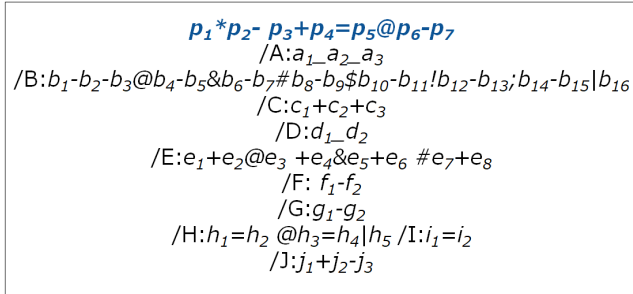 p₁*p₂- p₃+p₄=p₅@p₆-p₇
/A:a₁_a₂_a₃
/B:b₁-b₂-b₃@b₄-b₅&b₆-b₇#b₈-b₉$b₁₀-b₁₁!b₁₂-b₁₃;b₁₄-b₁₅|b₁₆
/C:c₁+c₂+c₃
/D:d₁_d₂
/E:e₁+e₂@e₃ +e₄&e₅+e₆ #e₇+e₈
/F: f₁-f₂
/G:g₁-g₂
/H:h₁=h₂ @h₃=h₄|h₅ /I:i₁=i₂
/J:j₁+j₂-j₃